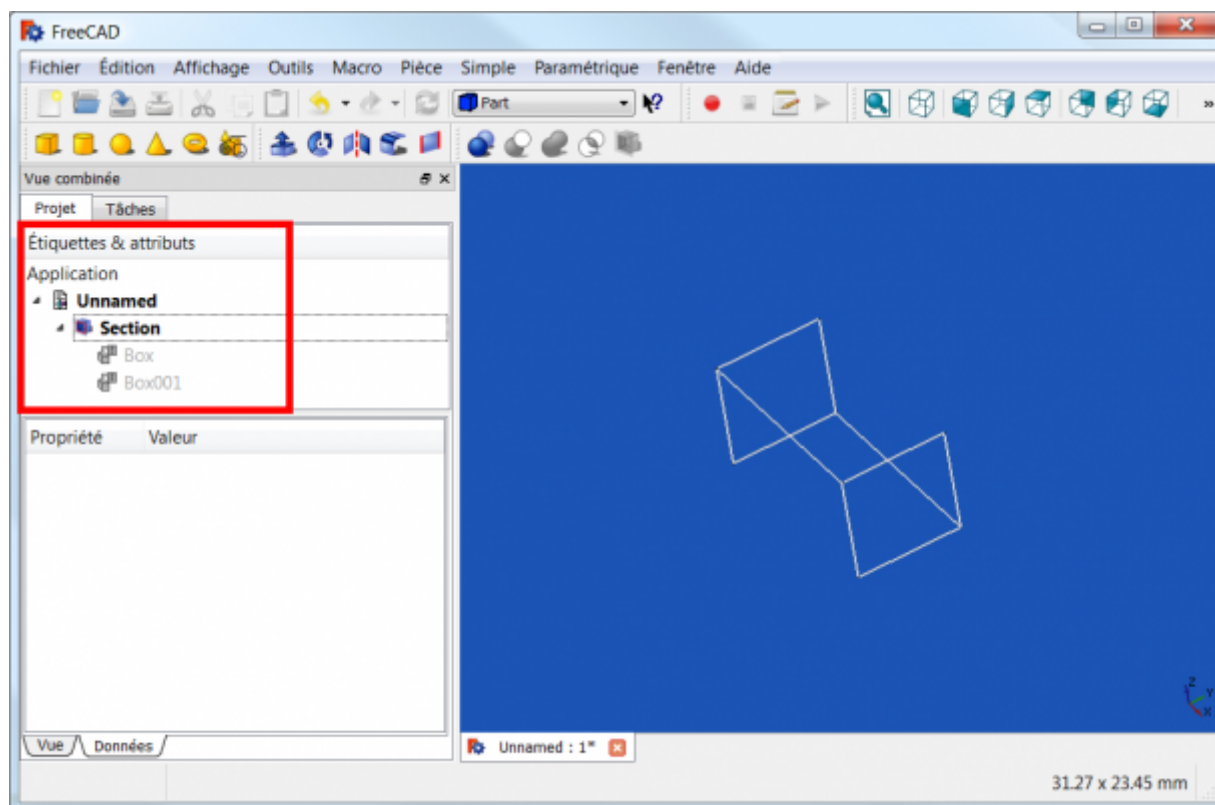 FreeCAD
Fichier Édition Affichage Outils Macro Pièce Simple Paramétrique Fenêtre Aide
Part
»
Vue combinée
Projet Tâches
Étiquettes & attributs
Application
Unnamed
Section
Box
Box001
Propriété Valeur
Z
Y
X
Vue Données
Unnamed : 1*
31.27 x 23.45 mm